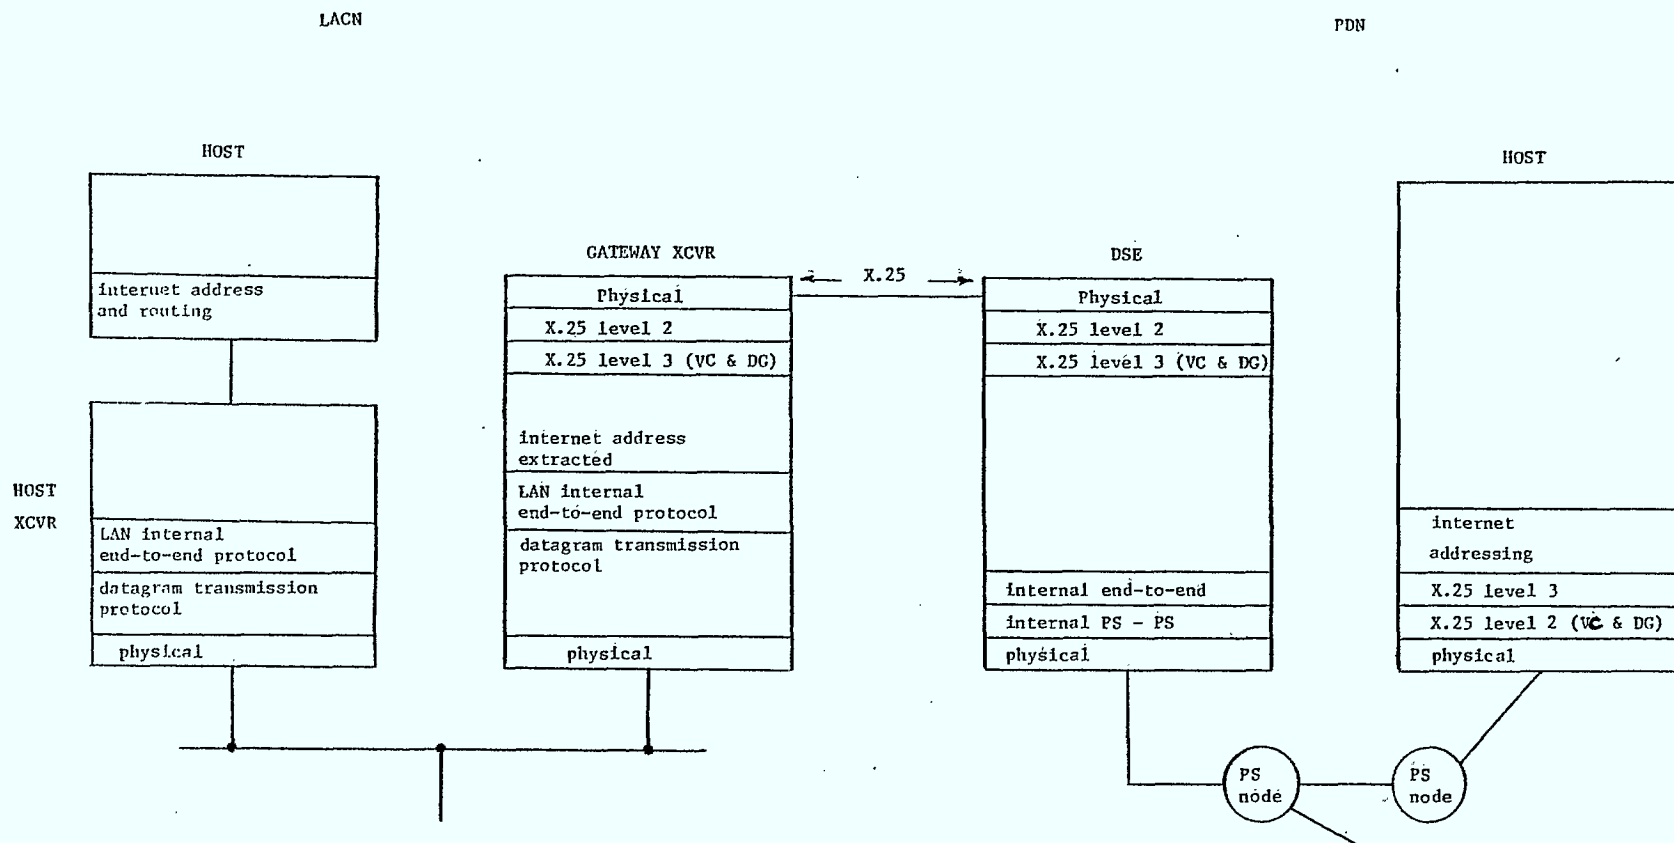 LACN
PDN
HOST
internet address
and routing
HOST
XCVR
LAN internal
end-to-end protocol
datagram transmission
protocol
physical
GATEWAY XCVR
Physical
X.25 level 2
X.25 level 3 (VC & DG)
internet address
extracted
LAN internal
end-to-end protocol
datagram transmission
protocol
physical
X.25
DSE
Physical
X.25 level 2
X.25 level 3 (VC & DG)
internal end-to-end
internal PS - PS
physical
HOST
internet
addressing
X.25 level 3
X.25 level 2 (VC & DG)
physical
PS
node
PS
node